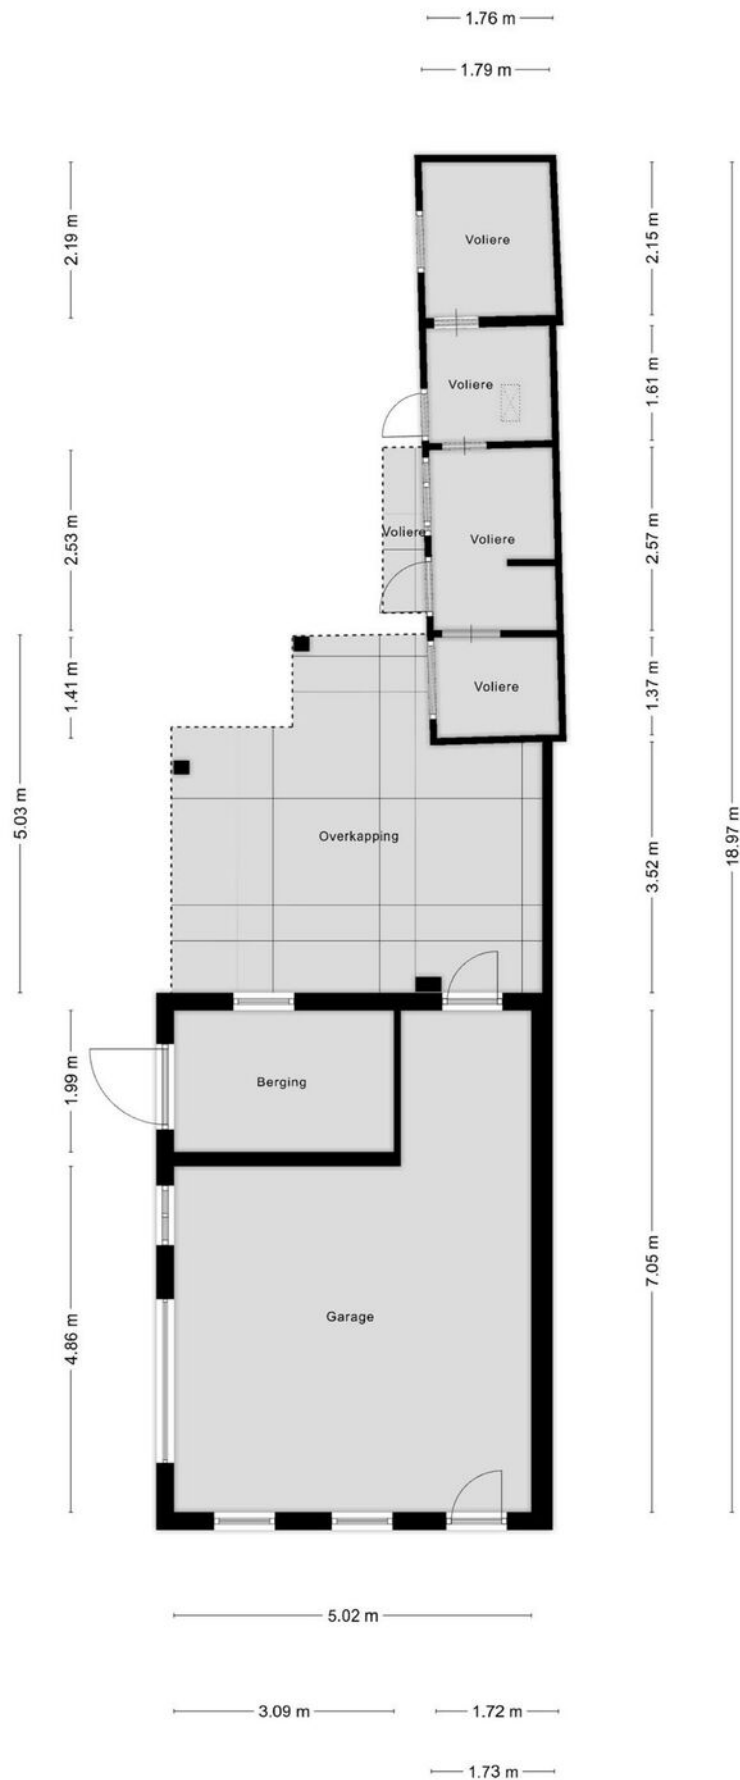 1.76 m
1.79 m
2.19 m
Voliere
2.15 m
Voliere
1.61 m
2.53 m
Voliere
Voliere
2.57 m
1.41 m
Voliere
1.37 m
5.03 m
Overkapping
3.52 m
18.97 m
1.99 m
Berging
7.05 m
4.86 m
Garage
5.02 m
3.09 m
1.72 m
1.73 m